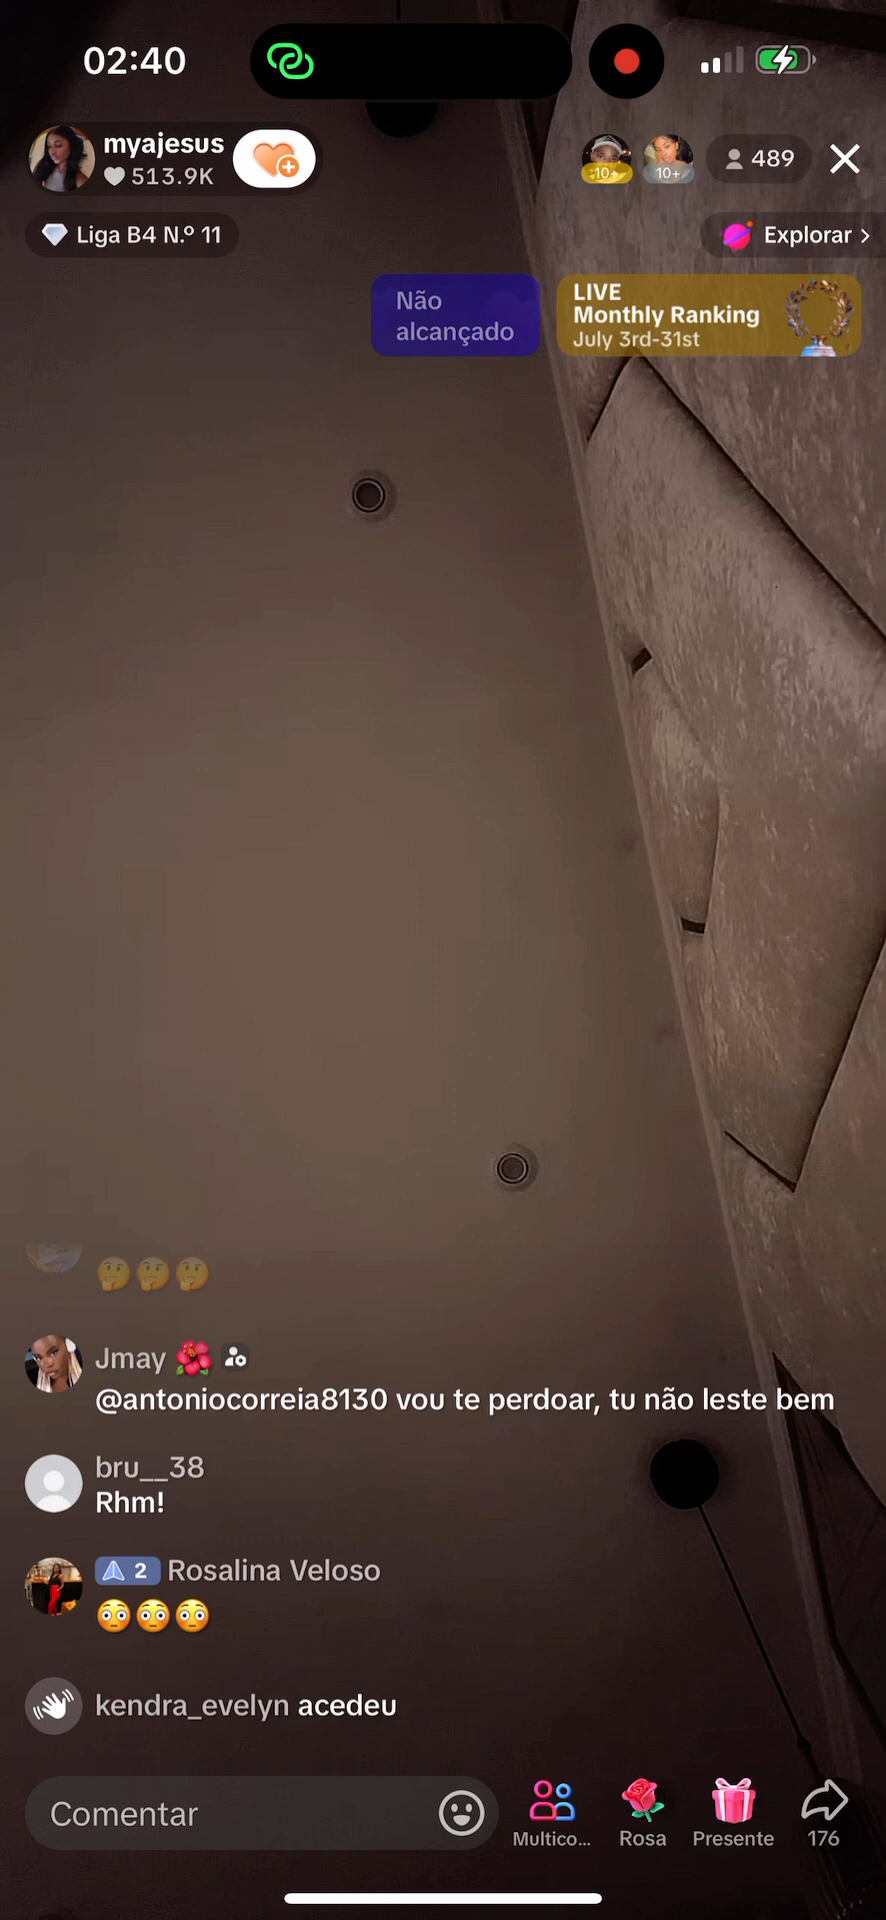 02:40
myajesus
513.9K
10+
10+
489
Liga B4 N.º 11
Explorar
Não
alcançado
LIVE
Monthly Ranking
July 3rd-31st
Jmay
@antoniocorreia8130 vou te perdoar, tu não leste bem
bru__38
Rhm!
2 Rosalina Veloso
kendra_evelyn acedeu
Comentar
Multico...
Rosa
Presente
176